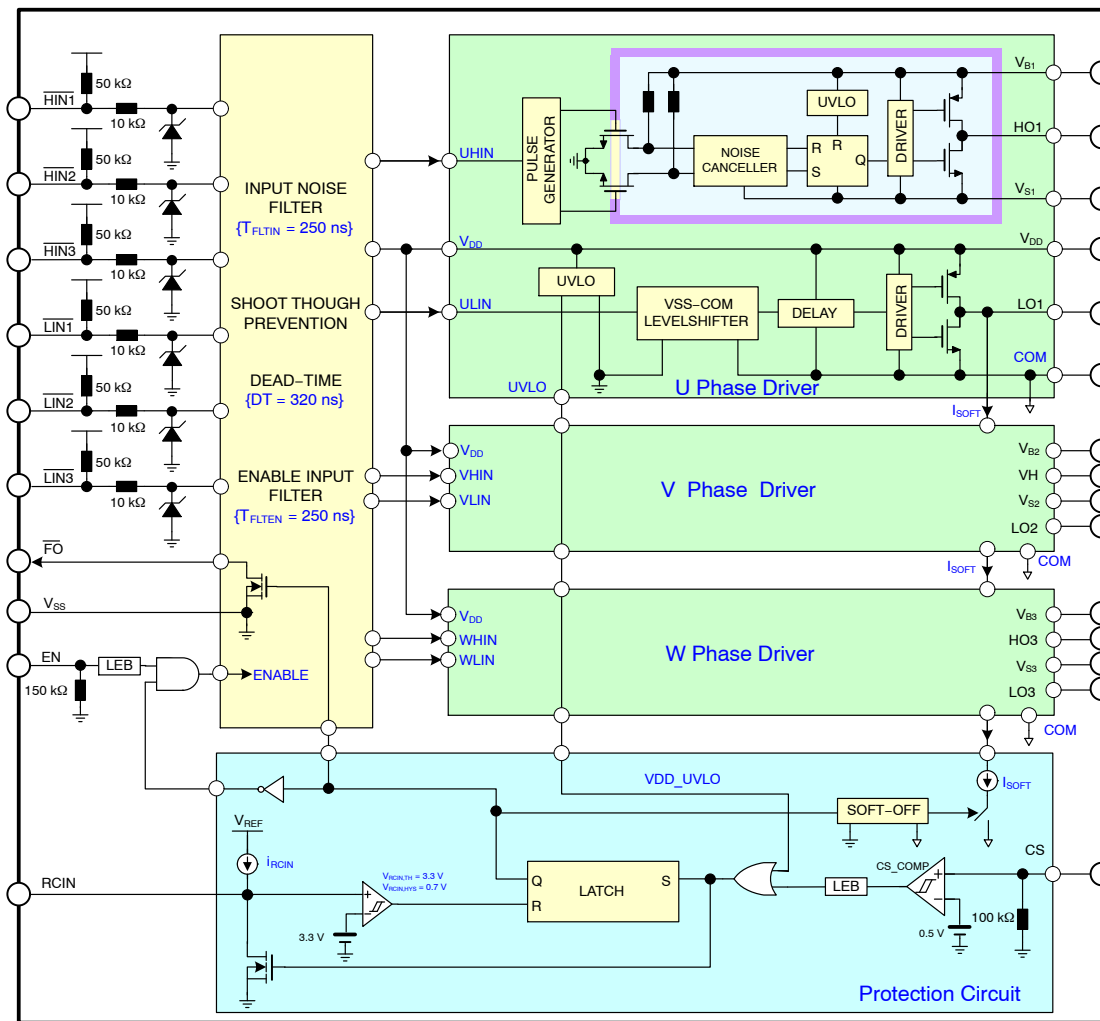 HIN1
50 kΩ
10 kΩ
HIN2
50 kΩ
10 kΩ
HIN3
50 kΩ
10 kΩ
LIN1
50 kΩ
10 kΩ
LIN2
50 kΩ
10 kΩ
LIN3
50 kΩ
10 kΩ
FO
VSS
EN
LEB
150 kΩ
ENABLE
INPUT NOISE
FILTER
{TFLTIN = 250 ns}
SHOOT THOUGH
PREVENTION
DEAD–TIME
{DT = 320 ns}
ENABLE INPUT
FILTER
{TFLTEN = 250 ns}
UHIN
PULSE
GENERATOR
NOISE
CANCELLER
UVLO
R
R
S
Q
DRIVER
VB1
HO1
VS1
VDD
VDD
UVLO
ULIN
VSS–COM
LEVELSHIFTER
DELAY
DRIVER
LO1
COM
UVLO
U Phase Driver
ISOFT
VDD
VHIN
VLIN
V Phase Driver
VB2
VH
VS2
LO2
COM
ISOFT
VDD
WHIN
WLIN
W Phase Driver
VB3
HO3
VS3
LO3
COM
VDD_UVLO
ISOFT
SOFT–OFF
VREF
iRCIN
RCIN
VRCIN,TH = 3.3 V
VRCIN,HYS = 0.7 V
+
–
3.3 V
Q
R
LATCH
S
LEB
CS_COMP
+
–
0.5 V
CS
100 kΩ
Protection Circuit